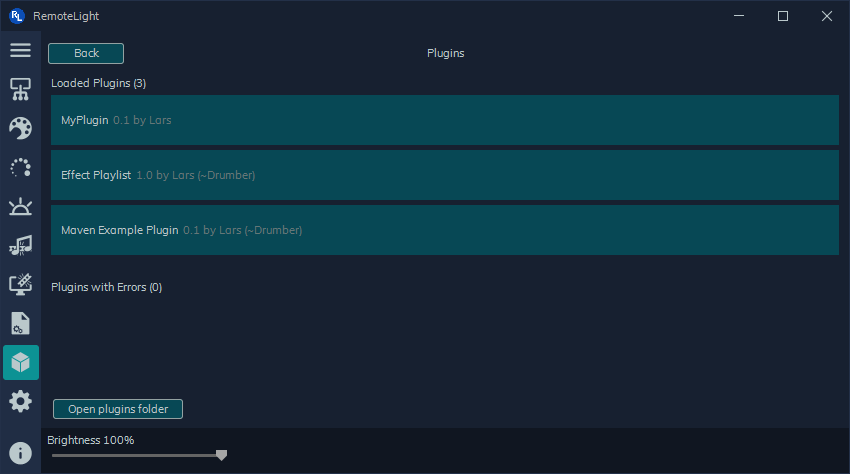 RL RemoteLight
Back
Plugins
Loaded Plugins (3)
MyPlugin 0.1 by Lars
Effect Playlist 1.0 by Lars (~Drumber)
Maven Example Plugin 0.1 by Lars (~Drumber)
Plugins with Errors (0)
Open plugins folder
Brightness 100%